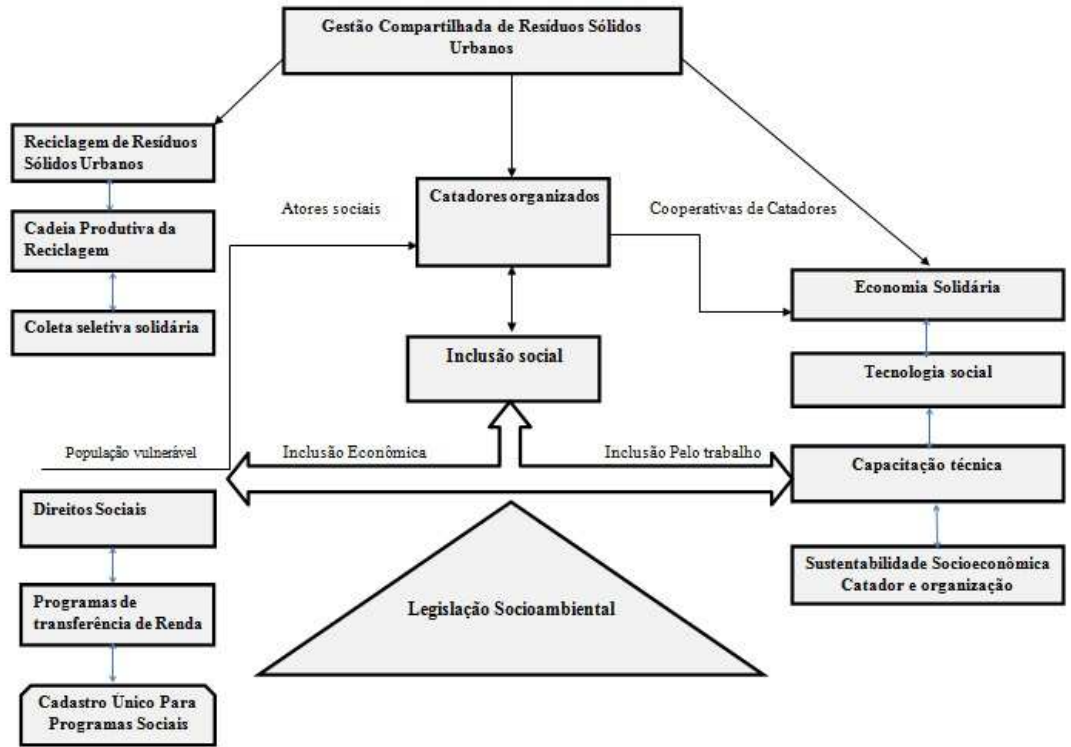 Gestão Compartilhada de Resíduos Sólidos
Urbanos
Reciclagem de Resíduos
Sólidos Urbanos
Cadeia Produtiva da
Reciclagem
Coleta seletiva solidária
Atores sociais
Catadores organizados
Cooperativas de Catadores
Economia Solidária
Inclusão social
Tecnologia social
População vulnerável
Inclusão Econômica
Inclusão Pelo trabalho
Capacitação técnica
Direitos Sociais
Sustentabilidade Socioeconômica
Catador e organização
Programas de
transferência de Renda
Legislação Socioambiental
Cadastro Único Para
Programas Sociais